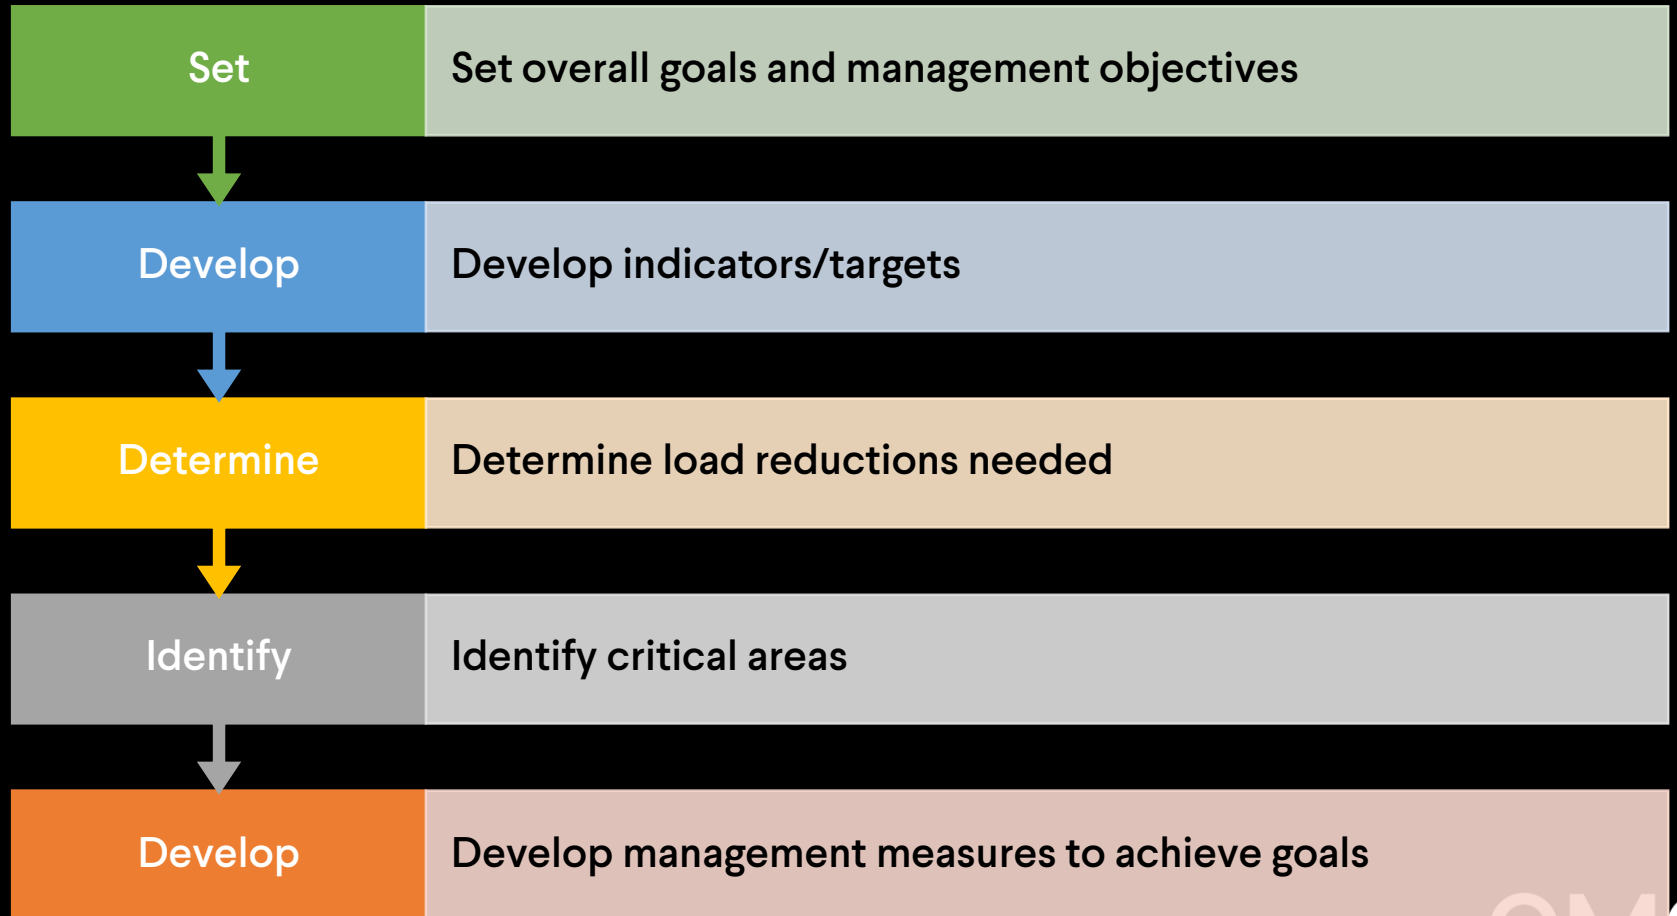 Set
Set overall goals and management objectives
Develop
Develop indicators/targets
Determine
Determine load reductions needed
Identify
Identify critical areas
Develop
Develop management measures to achieve goals